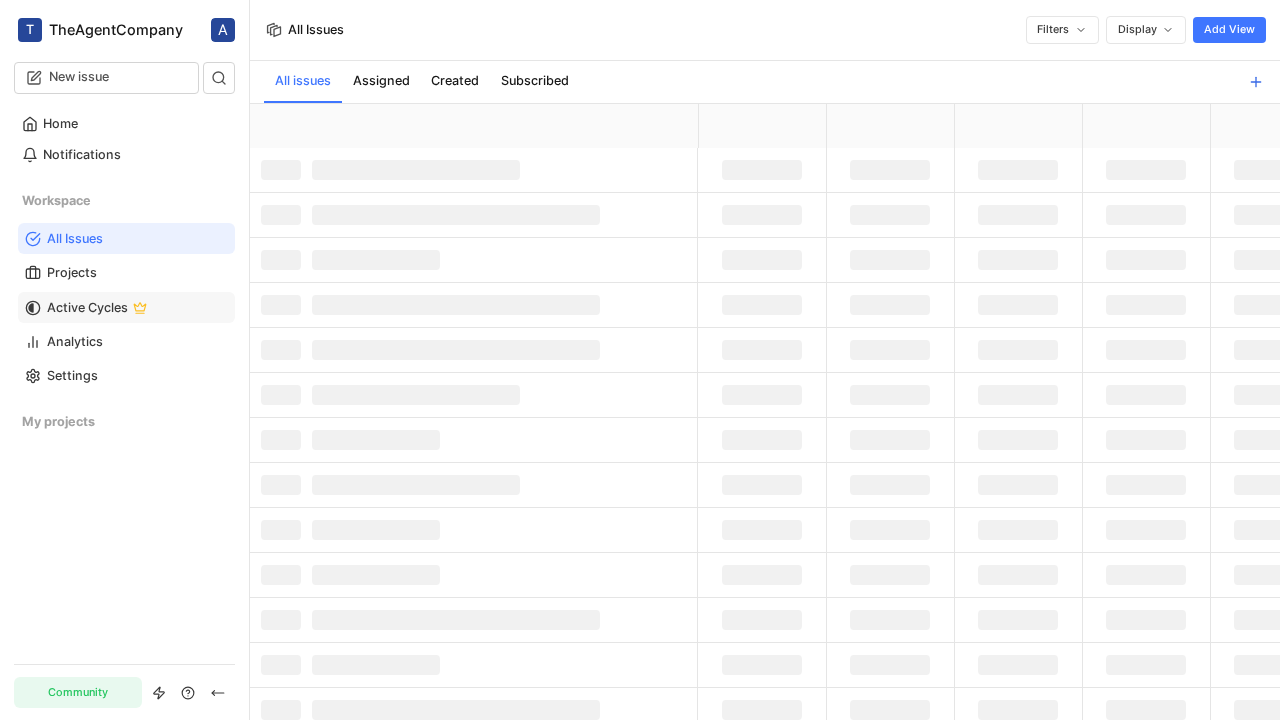 T TheAgentCompany A
New issue
Home
Notifications
Workspace
All Issues
Projects
Active Cycles
Analytics
Settings
My projects
Community
All Issues
Filters Display Add View
All issues Assigned Created Subscribed